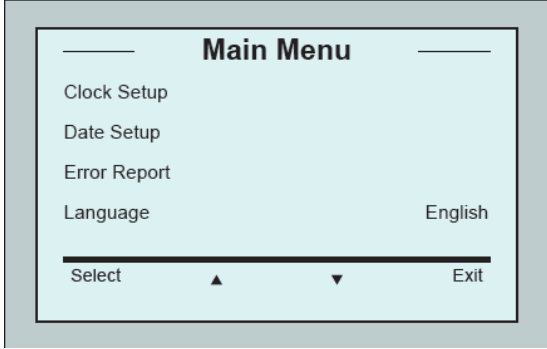 Main Menu
Clock Setup
Date Setup
Error Report
Language English
Select ▲ ▼ Exit